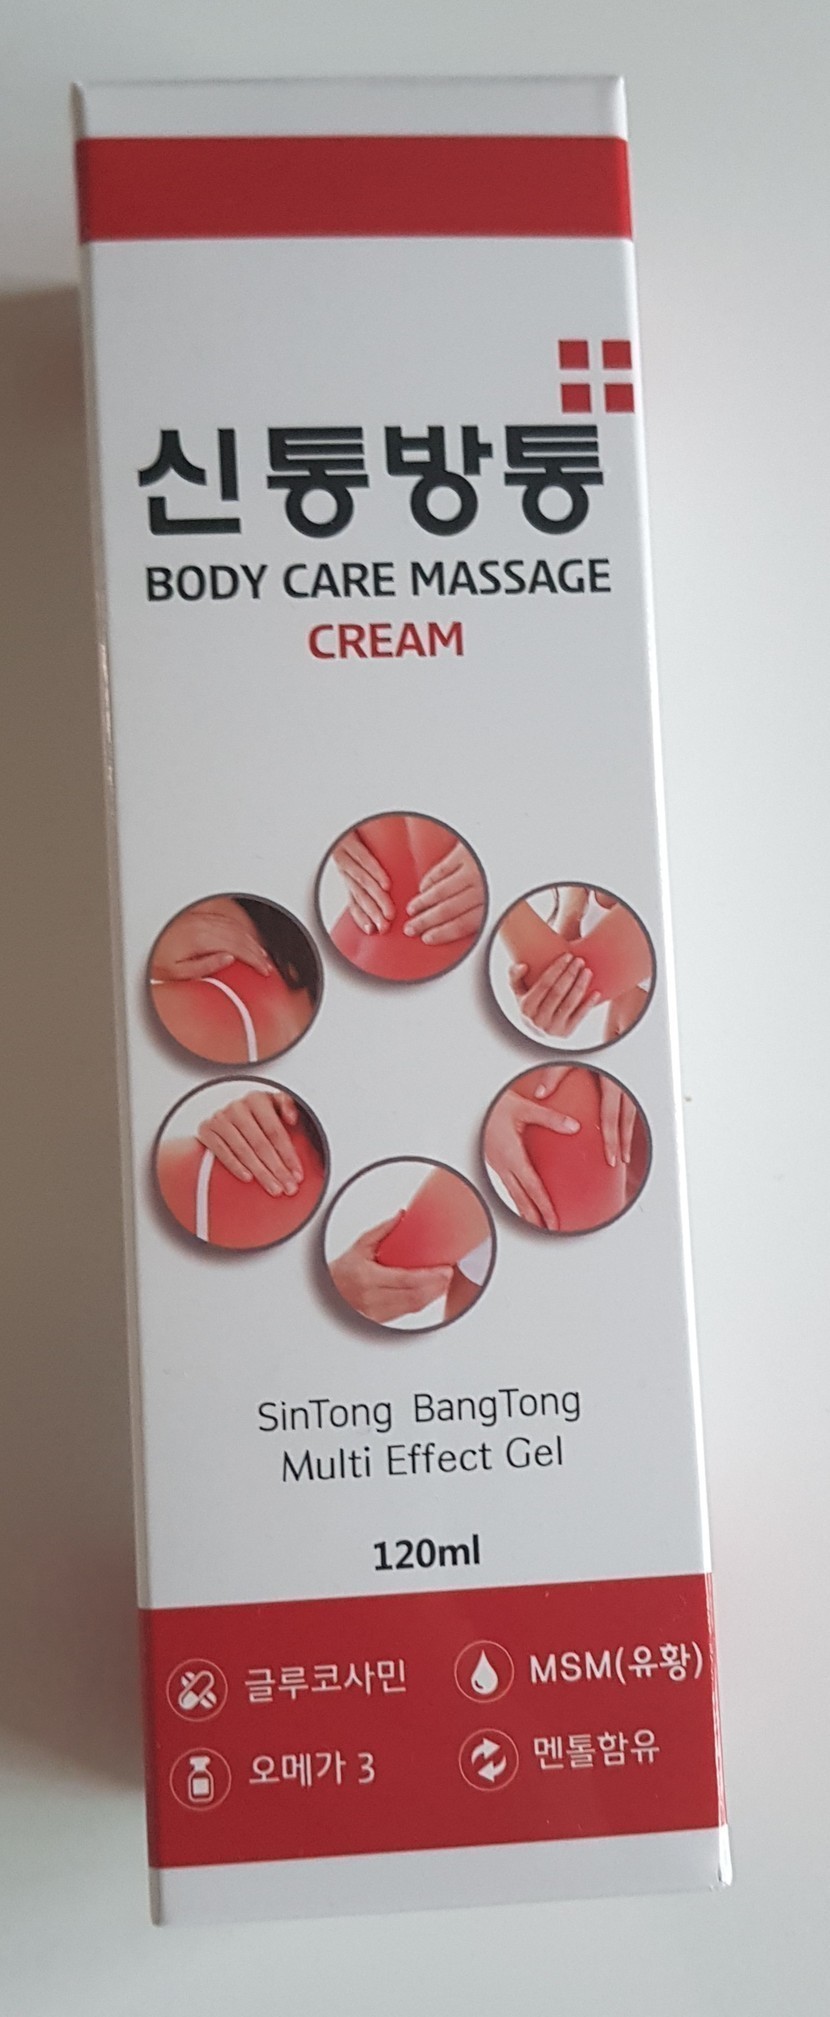 신통방통
BODY CARE MASSAGE
CREAM
SinTong BangTong
Multi Effect Gel
120ml
글루코사민
MSM(유황)
오메가 3
멘톨함유